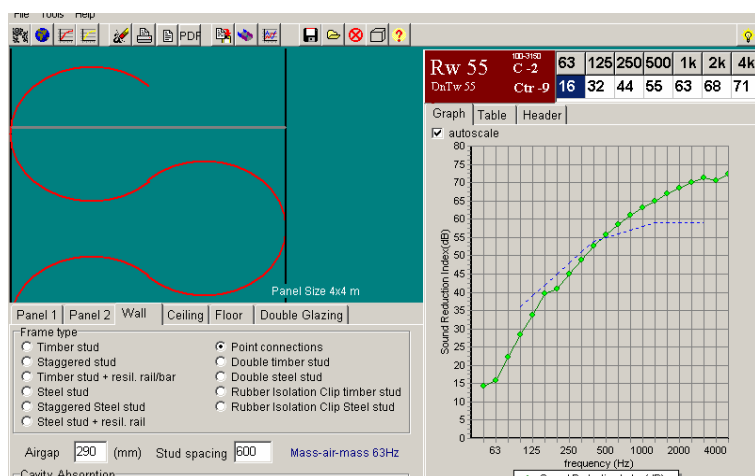 File Tools Help
PDF
?
Rw 55
100-3150
C -2
DnTw 55
Ctr -9
63 125 250 500 1k 2k 4k
16 32 44 55 63 68 71
Graph Table Header
autoscale
80
75
70
65
60
55
50
45
40
35
30
25
20
15
10
5
0
Sound Reduction Index(dB)
63 125 250 500 1000 2000 4000
frequency (Hz)
Panel Size 4x4 m
Panel 1 Panel 2 Wall Ceiling Floor Double Glazing
Frame type
Timber stud
Staggered stud
Timber stud + resil. rail/bar
Steel stud
Staggered Steel stud
Steel stud + resil. rail
Point connections
Double timber stud
Double steel stud
Rubber Isolation Clip timber stud
Rubber Isolation Clip Steel stud
Airgap 290 (mm) Stud spacing 600 Mass-air-mass 63Hz
Cavity Absorption